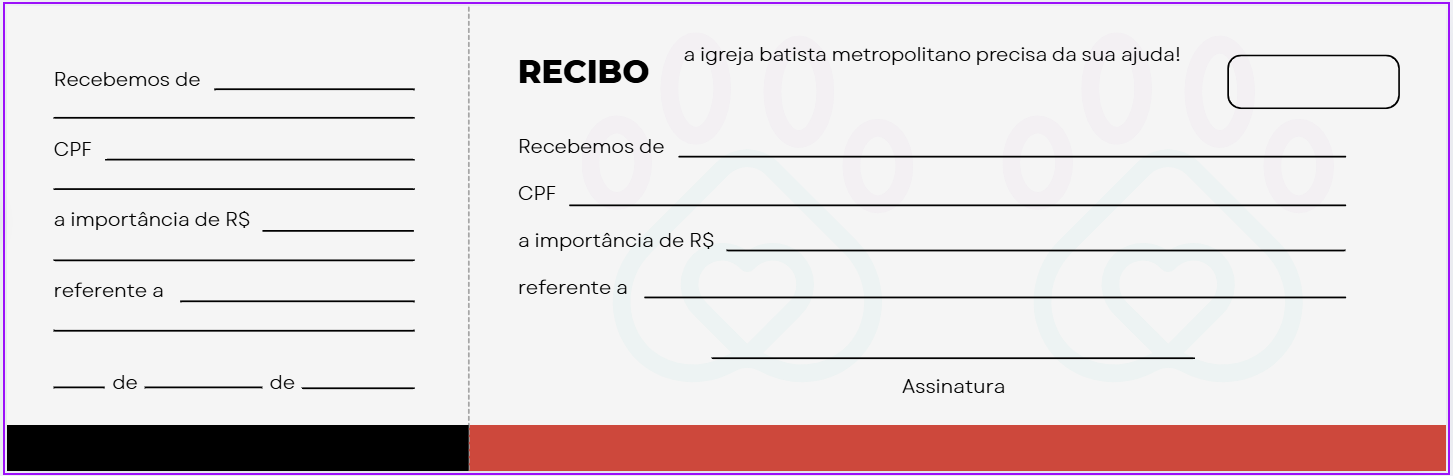 Recebemos de
CPF
a importância de R$
referente a
de de
RECIBO
a igreja batista metropolitano precisa da sua ajuda!
Recebemos de
CPF
a importância de R$
referente a
Assinatura